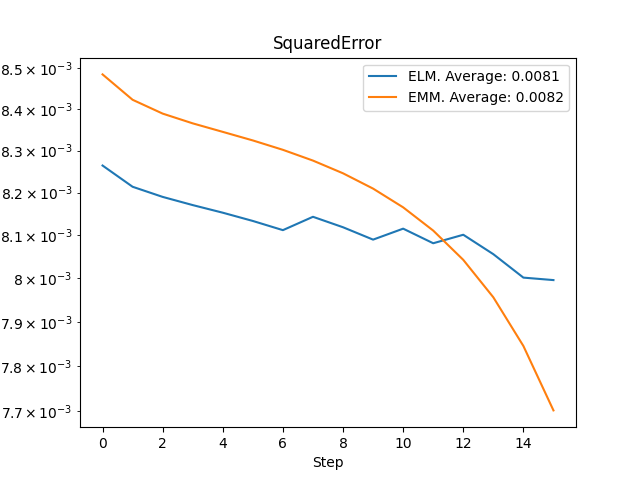 SquaredError
ELM. Average: 0.0081
EMM. Average: 0.0082
8.5 × 10⁻³
8.4 × 10⁻³
8.3 × 10⁻³
8.2 × 10⁻³
8.1 × 10⁻³
8 × 10⁻³
7.9 × 10⁻³
7.8 × 10⁻³
7.7 × 10⁻³
0 2 4 6 8 10 12 14
Step